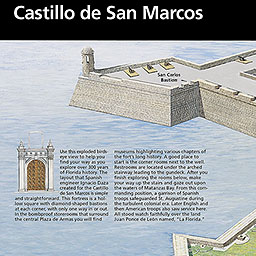 Castillo de San Marcos
San Carlos
Bastion
Use this exploded birds-
eye view to help you
find your way as you
explore over 300 years
of Florida history. The
layout that Spanish
engineer Ignacio Daza
created for the Castillo
de San Marcos is simple
and straightforward. This fortress is a hol-
low square with diamond-shaped bastions
at each corner, with only one way in or out.
In the bombproof storerooms that surround
the central Plaza de Armas you will find
museums highlighting various chapters of
the fort's long history. A good place to
start is the corner rooms next to the well.
Restrooms are located under the arched
stairway leading to the gundeck. After you
finish exploring the rooms below, make
your way up the stairs and gaze out upon
the waters of Matanzas Bay. From this com-
manding position, a garrison of Spanish
troops safeguarded St. Augustine during
the turbulent colonial era. Later English and
then American troops also saw service here.
All stood watch faithfully over the land
Juan Ponce de León named, "La Florida."